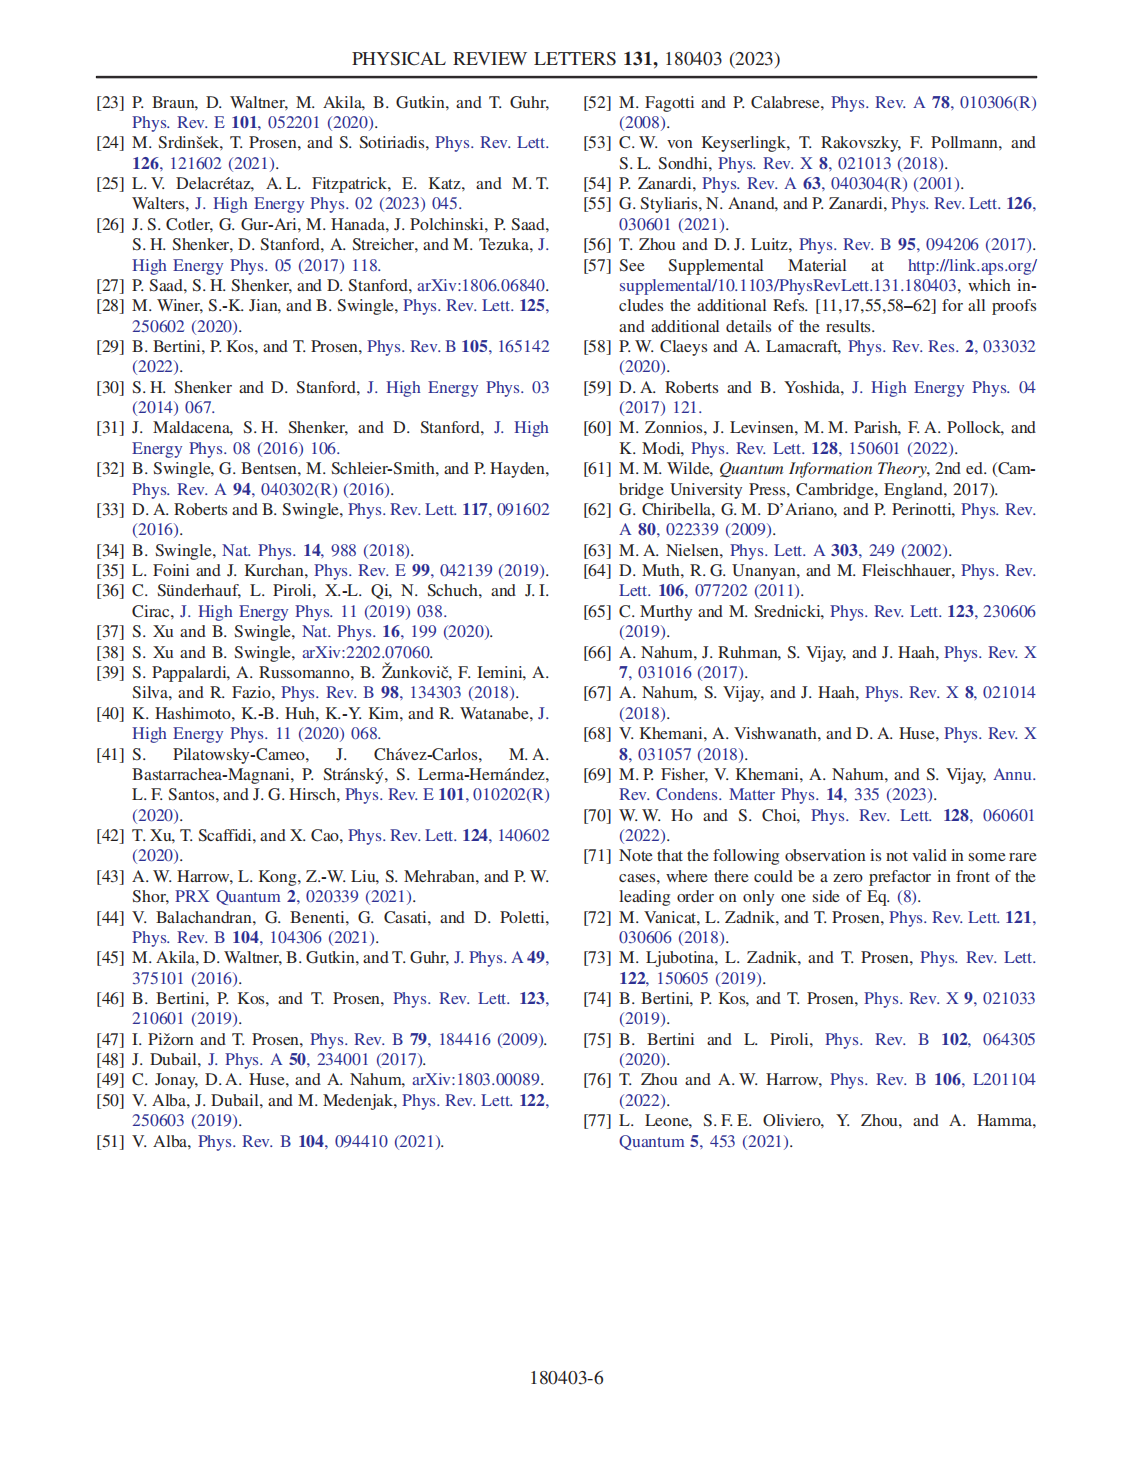 PHYSICAL REVIEW LETTERS 131, 180403 (2023)
[23] P. Braun, D. Waltner, M. Akila, B. Gutkin, and T. Guhr,
Phys. Rev. E 101, 052201 (2020).
[24] M. Srdinšek, T. Prosen, and S. Sotiriadis, Phys. Rev. Lett.
126, 121602 (2021).
[25] L. V. Delacrétaz, A. L. Fitzpatrick, E. Katz, and M. T.
Walters, J. High Energy Phys. 02 (2023) 045.
[26] J. S. Cotler, G. Gur-Ari, M. Hanada, J. Polchinski, P. Saad,
S. H. Shenker, D. Stanford, A. Streicher, and M. Tezuka, J.
High Energy Phys. 05 (2017) 118.
[27] P. Saad, S. H. Shenker, and D. Stanford, arXiv:1806.06840.
[28] M. Winer, S.-K. Jian, and B. Swingle, Phys. Rev. Lett. 125,
250602 (2020).
[29] B. Bertini, P. Kos, and T. Prosen, Phys. Rev. B 105, 165142
(2022).
[30] S. H. Shenker and D. Stanford, J. High Energy Phys. 03
(2014) 067.
[31] J. Maldacena, S. H. Shenker, and D. Stanford, J. High
Energy Phys. 08 (2016) 106.
[32] B. Swingle, G. Bentsen, M. Schleier-Smith, and P. Hayden,
Phys. Rev. A 94, 040302(R) (2016).
[33] D. A. Roberts and B. Swingle, Phys. Rev. Lett. 117, 091602
(2016).
[34] B. Swingle, Nat. Phys. 14, 988 (2018).
[35] L. Foini and J. Kurchan, Phys. Rev. E 99, 042139 (2019).
[36] C. Sünderhauf, L. Piroli, X.-L. Qi, N. Schuch, and J. I.
Cirac, J. High Energy Phys. 11 (2019) 038.
[37] S. Xu and B. Swingle, Nat. Phys. 16, 199 (2020).
[38] S. Xu and B. Swingle, arXiv:2202.07060.
[39] S. Pappalardi, A. Russomanno, B. Žunkovič, F. Iemini, A.
Silva, and R. Fazio, Phys. Rev. B 98, 134303 (2018).
[40] K. Hashimoto, K.-B. Huh, K.-Y. Kim, and R. Watanabe, J.
High Energy Phys. 11 (2020) 068.
[41] S. Pilatowsky-Cameo, J. Chávez-Carlos, M. A.
Bastarrachea-Magnani, P. Stránský, S. Lerma-Hernández,
L. F. Santos, and J. G. Hirsch, Phys. Rev. E 101, 010202(R)
(2020).
[42] T. Xu, T. Scaffidi, and X. Cao, Phys. Rev. Lett. 124, 140602
(2020).
[43] A. W. Harrow, L. Kong, Z.-W. Liu, S. Mehraban, and P. W.
Shor, PRX Quantum 2, 020339 (2021).
[44] V. Balachandran, G. Benenti, G. Casati, and D. Poletti,
Phys. Rev. B 104, 104306 (2021).
[45] M. Akila, D. Waltner, B. Gutkin, and T. Guhr, J. Phys. A 49,
375101 (2016).
[46] B. Bertini, P. Kos, and T. Prosen, Phys. Rev. Lett. 123,
210601 (2019).
[47] I. Pižorn and T. Prosen, Phys. Rev. B 79, 184416 (2009).
[48] J. Dubail, J. Phys. A 50, 234001 (2017).
[49] C. Jonay, D. A. Huse, and A. Nahum, arXiv:1803.00089.
[50] V. Alba, J. Dubail, and M. Medenjak, Phys. Rev. Lett. 122,
250603 (2019).
[51] V. Alba, Phys. Rev. B 104, 094410 (2021).
[52] M. Fagotti and P. Calabrese, Phys. Rev. A 78, 010306(R)
(2008).
[53] C. W. von Keyserlingk, T. Rakovszky, F. Pollmann, and
S. L. Sondhi, Phys. Rev. X 8, 021013 (2018).
[54] P. Zanardi, Phys. Rev. A 63, 040304(R) (2001).
[55] G. Styliaris, N. Anand, and P. Zanardi, Phys. Rev. Lett. 126,
030601 (2021).
[56] T. Zhou and D. J. Luitz, Phys. Rev. B 95, 094206 (2017).
[57] See Supplemental Material at http://link.aps.org/
supplemental/10.1103/PhysRevLett.131.180403, which in-
cludes the additional Refs. [11,17,55,58–62] for all proofs
and additional details of the results.
[58] P. W. Claeys and A. Lamacraft, Phys. Rev. Res. 2, 033032
(2020).
[59] D. A. Roberts and B. Yoshida, J. High Energy Phys. 04
(2017) 121.
[60] M. Zonnios, J. Levinsen, M. M. Parish, F. A. Pollock, and
K. Modi, Phys. Rev. Lett. 128, 150601 (2022).
[61] M. M. Wilde, Quantum Information Theory, 2nd ed. (Cam-
bridge University Press, Cambridge, England, 2017).
[62] G. Chiribella, G. M. D’Ariano, and P. Perinotti, Phys. Rev.
A 80, 022339 (2009).
[63] M. A. Nielsen, Phys. Lett. A 303, 249 (2002).
[64] D. Muth, R. G. Unanyan, and M. Fleischhauer, Phys. Rev.
Lett. 106, 077202 (2011).
[65] C. Murthy and M. Srednicki, Phys. Rev. Lett. 123, 230606
(2019).
[66] A. Nahum, J. Ruhman, S. Vijay, and J. Haah, Phys. Rev. X
7, 031016 (2017).
[67] A. Nahum, S. Vijay, and J. Haah, Phys. Rev. X 8, 021014
(2018).
[68] V. Khemani, A. Vishwanath, and D. A. Huse, Phys. Rev. X
8, 031057 (2018).
[69] M. P. Fisher, V. Khemani, A. Nahum, and S. Vijay, Annu.
Rev. Condens. Matter Phys. 14, 335 (2023).
[70] W. W. Ho and S. Choi, Phys. Rev. Lett. 128, 060601
(2022).
[71] Note that the following observation is not valid in some rare
cases, where there could be a zero prefactor in front of the
leading order on only one side of Eq. (8).
[72] M. Vanicat, L. Zadnik, and T. Prosen, Phys. Rev. Lett. 121,
030606 (2018).
[73] M. Ljubotina, L. Zadnik, and T. Prosen, Phys. Rev. Lett.
122, 150605 (2019).
[74] B. Bertini, P. Kos, and T. Prosen, Phys. Rev. X 9, 021033
(2019).
[75] B. Bertini and L. Piroli, Phys. Rev. B 102, 064305
(2020).
[76] T. Zhou and A. W. Harrow, Phys. Rev. B 106, L201104
(2022).
[77] L. Leone, S. F. E. Oliviero, Y. Zhou, and A. Hamma,
Quantum 5, 453 (2021).
180403-6